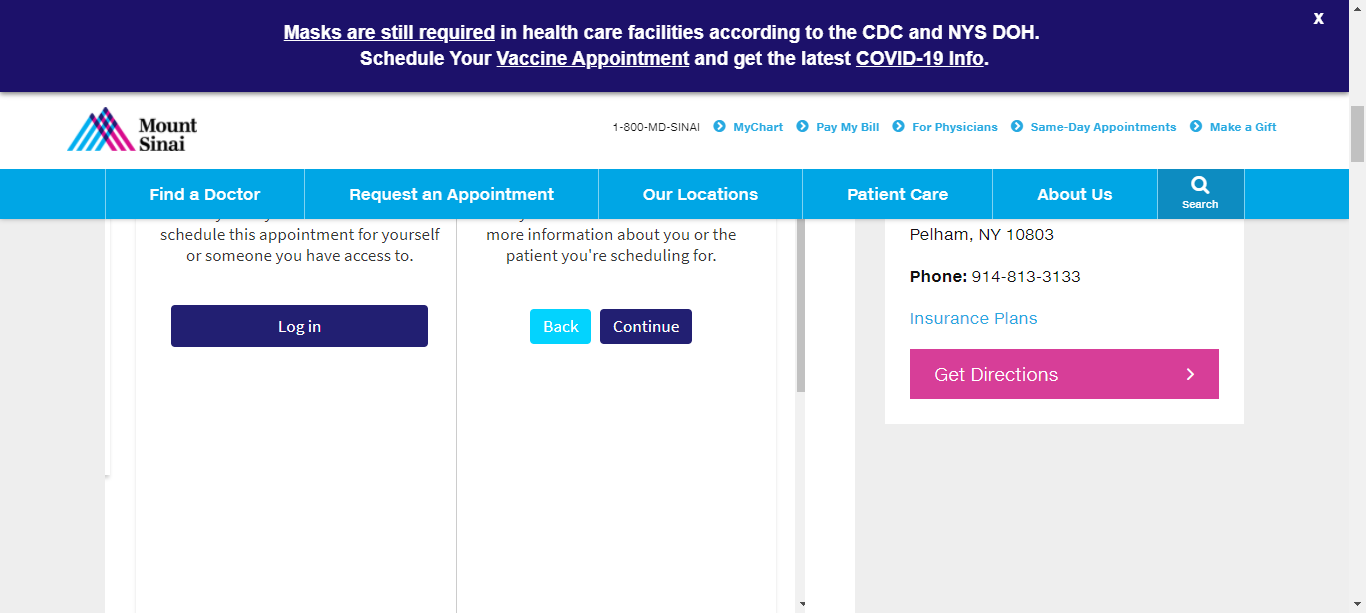 Masks are still required in health care facilities according to the CDC and NYS DOH.
X
Schedule Your Vaccine Appointment and get the latest COVID-19 Info.
Mount
Sinai
1-800-MD-SINAI MyChart Pay My Bill For Physicians Same-Day Appointments Make a Gift
Find a Doctor Request an Appointment Our Locations Patient Care About Us Search
schedule this appointment for yourself
or someone you have access to.
Log in
more information about you or the
patient you're scheduling for.
Back Continue
Pelham, NY 10803
Phone: 914-813-3133
Insurance Plans
Get Directions